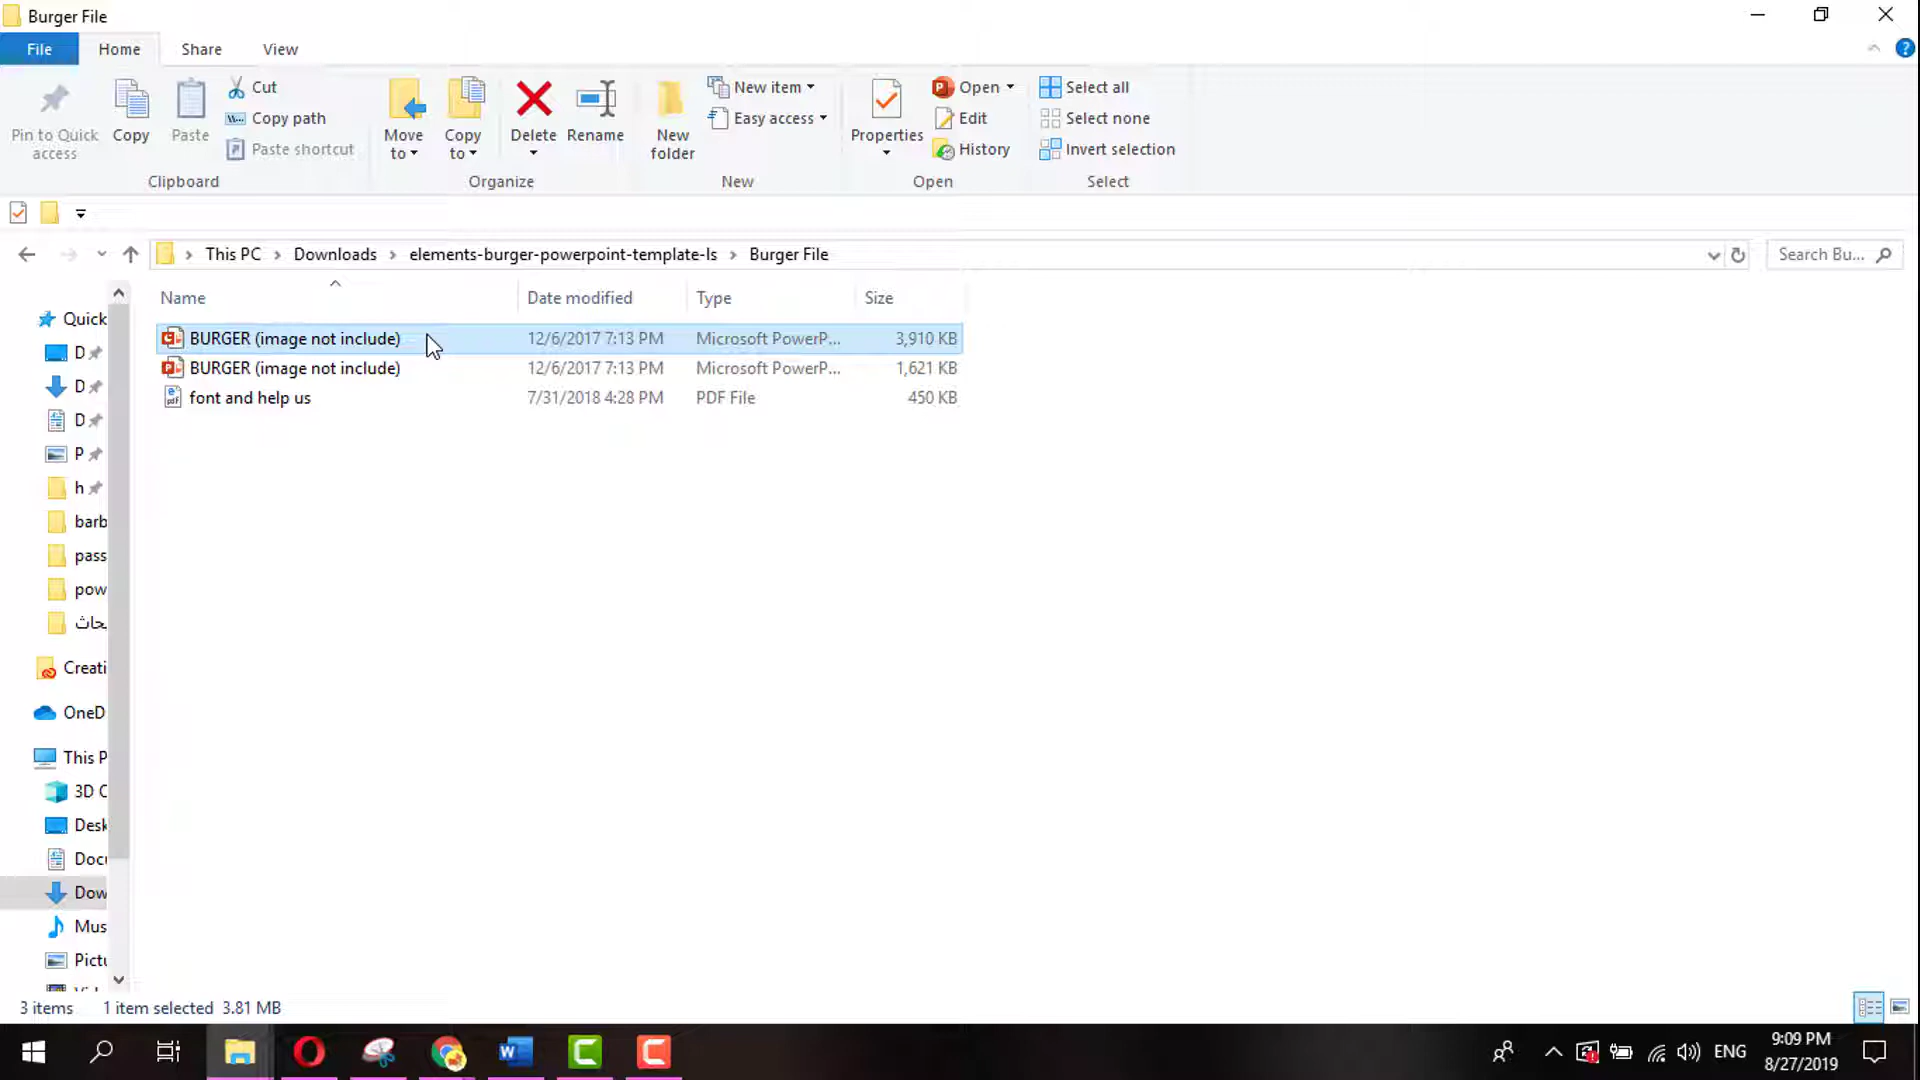 Burger File
File Home Share View
Pin to Quick access
Copy
Paste
Cut
Copy path
Paste shortcut
Move to
Copy to
Delete
Rename
New folder
New item
Easy access
Properties
Open
Edit
History
Select all
Select none
Invert selection
Clipboard Organize New Open Select
This PC Downloads elements-burger-powerpoint-template-ls Burger File
Search Bu...
Name Date modified Type Size
BURGER (image not include) 12/6/2017 7:13 PM Microsoft PowerP... 3,910 KB
BURGER (image not include) 12/6/2017 7:13 PM Microsoft PowerP... 1,621 KB
font and help us 7/31/2018 4:28 PM PDF File 450 KB
Quick
D
D
D
P
h
barb
pass
pow
حاث
Creati
OneD
This P
3D C
Desk
Docu
Dow
Mus
Pictu
3 items 1 item selected 3.81 MB
ENG
9:09 PM
8/27/2019